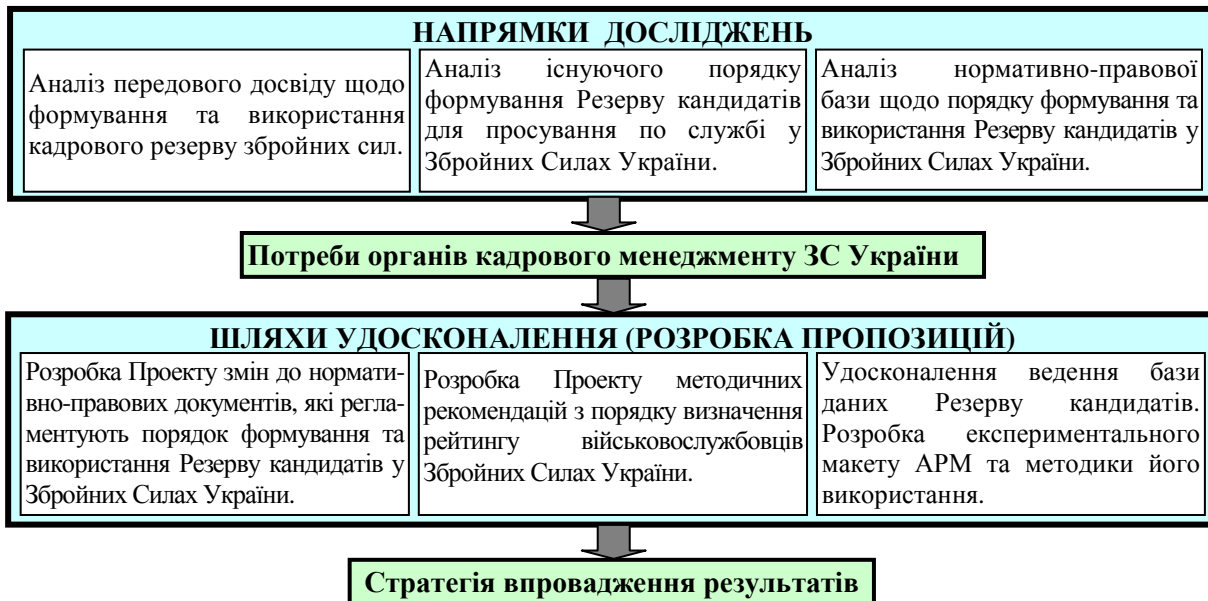 НАПРЯМКИ ДОСЛІДЖЕНЬ
Аналіз передового досвіду щодо
формування та використання
кадрового резерву збройних сил.
Аналіз існуючого порядку
формування Резерву кандидатів
для просування по службі у
Збройних Силах України.
Аналіз нормативно-правової
бази щодо порядку формування та
використання Резерву кандидатів у
Збройних Силах України.
Потреби органів кадрового менеджменту ЗС України
ШЛЯХИ УДОСКОНАЛЕННЯ (РОЗРОБКА ПРОПОЗИЦІЙ)
Розробка Проекту змін до нормати-
вно-правових документів, які регла-
ментують порядок формування та
використання Резерву кандидатів у
Збройних Силах України.
Розробка Проекту методичних
рекомендацій з порядку визначення
рейтингу військовослужбовців
Збройних Силах України.
Удосконалення ведення бази
даних Резерву кандидатів.
Розробка експериментального
макету АРМ та методики його
використання.
Стратегія впровадження результатів